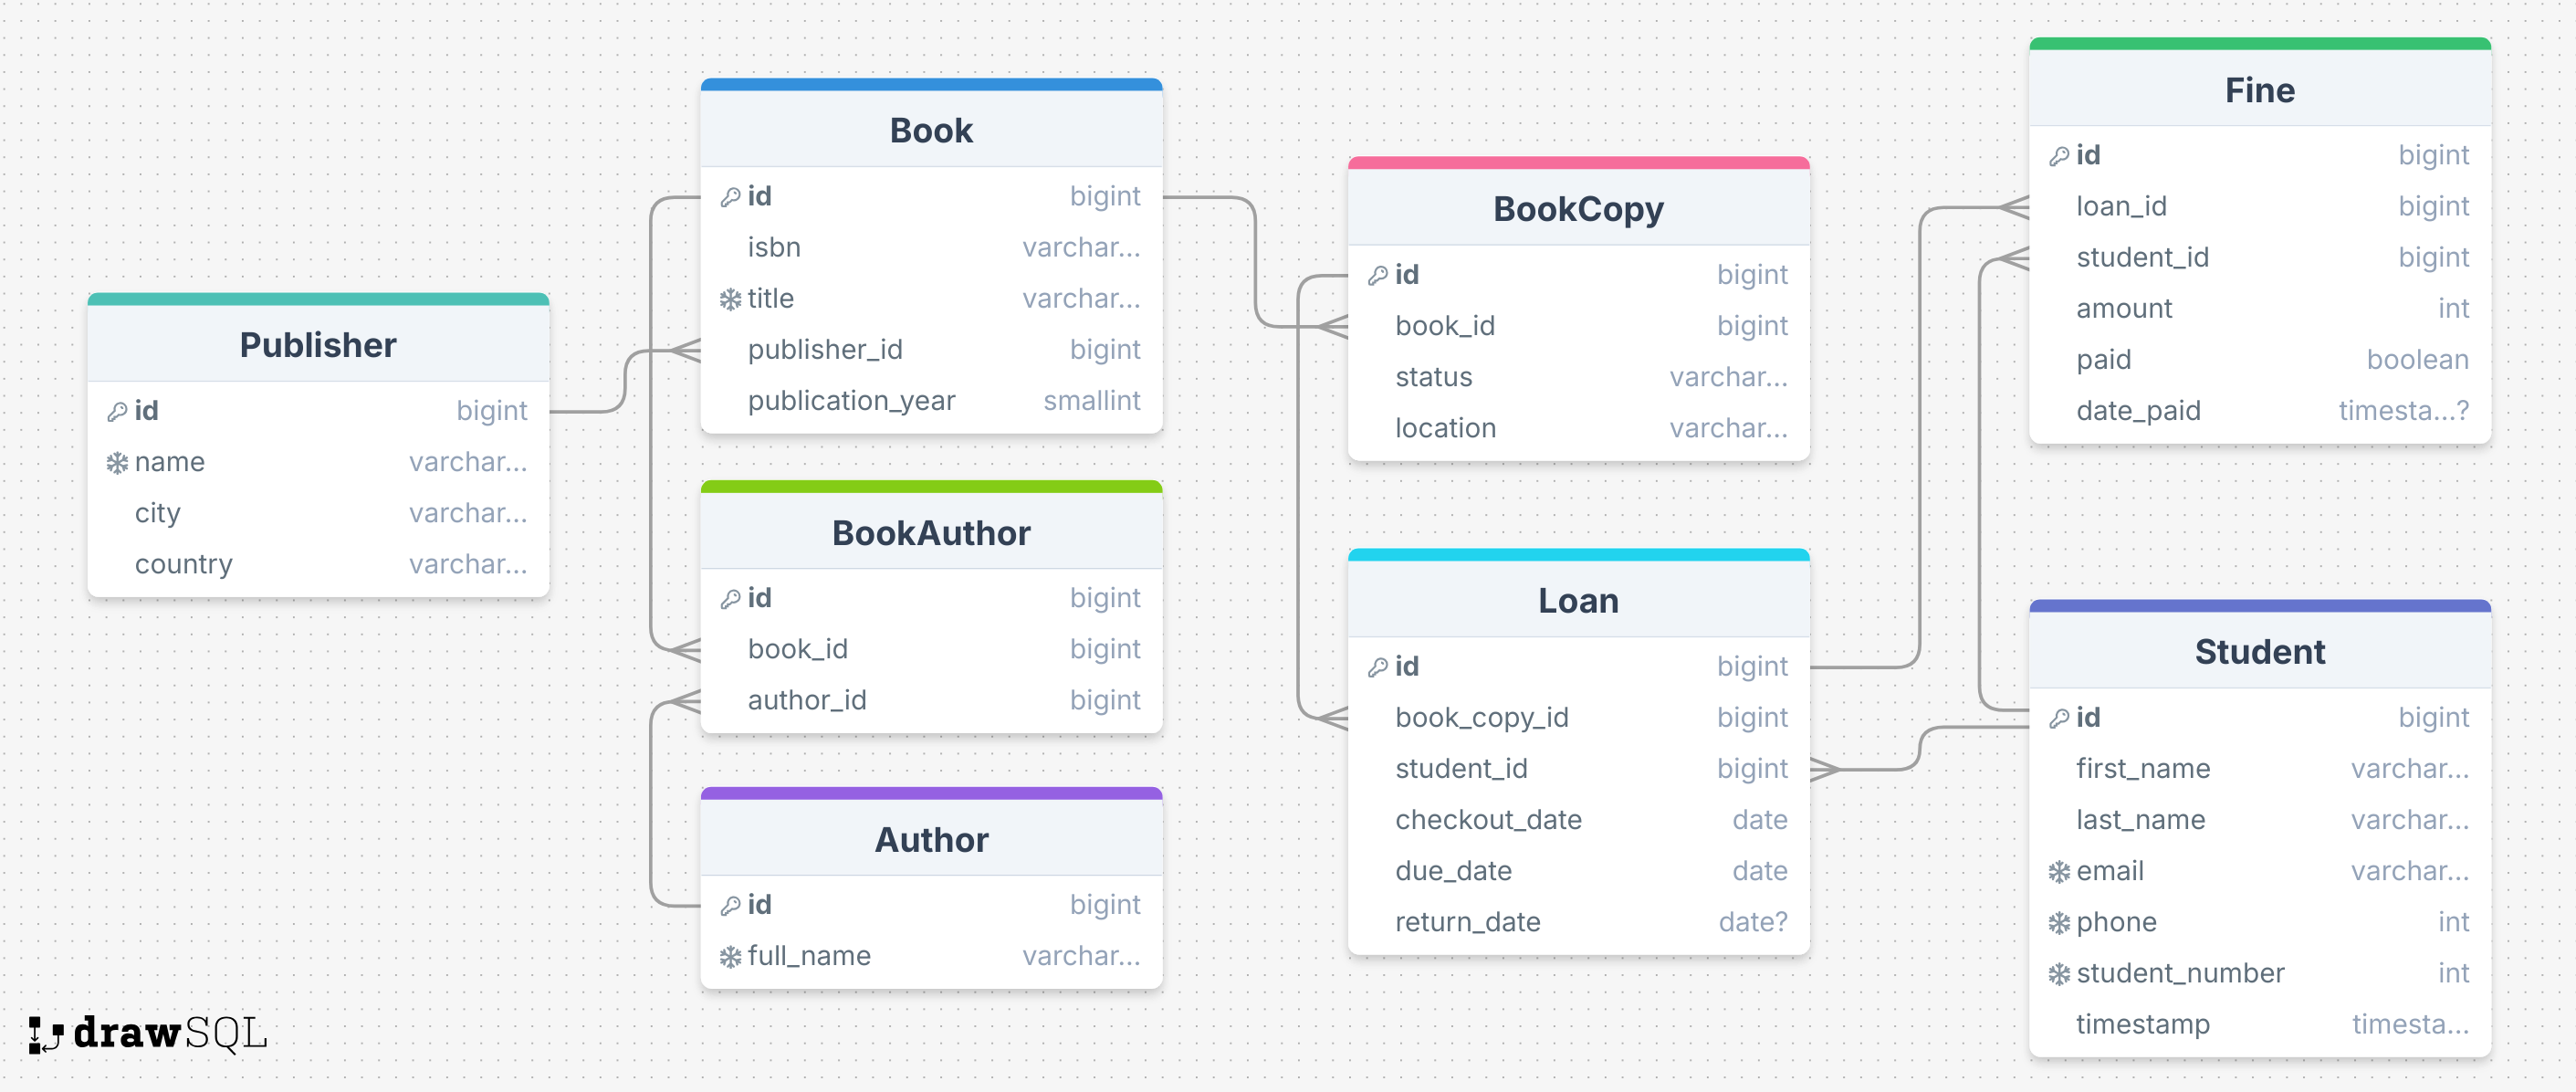 Publisher
id bigint
name varchar...
city varchar...
country varchar...
Book
id bigint
isbn varchar...
title varchar...
publisher_id bigint
publication_year smallint
BookAuthor
id bigint
book_id bigint
author_id bigint
Author
id bigint
full_name varchar...
BookCopy
id bigint
book_id bigint
status varchar...
location varchar...
Loan
id bigint
book_copy_id bigint
student_id bigint
checkout_date date
due_date date
return_date date?
Fine
id bigint
loan_id bigint
student_id bigint
amount int
paid boolean
date_paid timesta...?
Student
id bigint
first_name varchar...
last_name varchar...
email varchar...
phone int
student_number int
timestamp timesta...
drawSQL